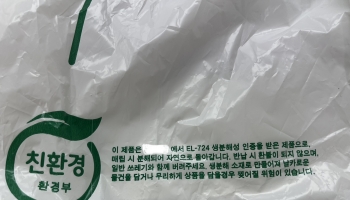 친환경
환경부
이 제품은 에서 EL-724 생분해성 인증을 받은 제품으로,
매립 시 분해되어 자연으로 돌아갑니다. 반납 시 환불이 되지 않으며,
일반 쓰레기와 함께 버려주세요. 생분해 소재로 만들어져 날카로운
물건을 담거나 무리하게 상품을 담을경우 찢어질 위험이 있습니다.